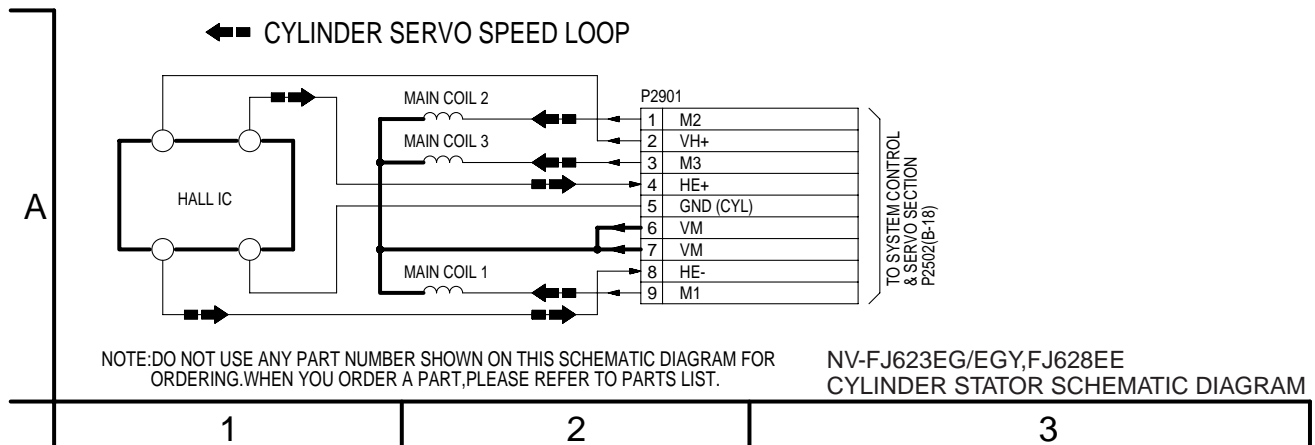 CYLINDER SERVO SPEED LOOP
MAIN COIL 2
P2901
1 M2
2 VH+
MAIN COIL 3
3 M3
4 HE+
A
HALL IC
5 GND (CYL)
6 VM
7 VM
MAIN COIL 1
8 HE-
9 M1
TO SYSTEM CONTROL
& SERVO SECTION
P2502(B-18)
NOTE:DO NOT USE ANY PART NUMBER SHOWN ON THIS SCHEMATIC DIAGRAM FOR
ORDERING.WHEN YOU ORDER A PART,PLEASE REFER TO PARTS LIST.
NV-FJ623EG/EGY,FJ628EE
CYLINDER STATOR SCHEMATIC DIAGRAM
1 2 3